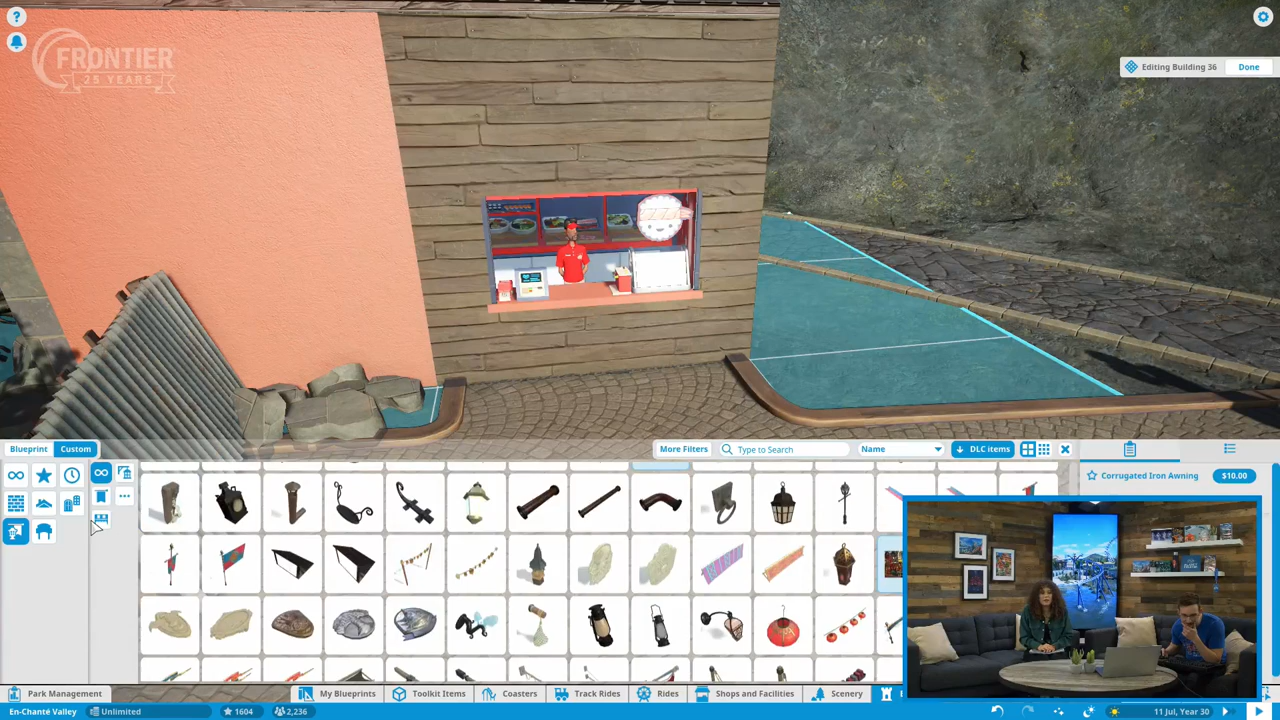 FRONTIER
25 YEARS
Editing Building 36
Done
Blueprint
Custom
More Filters
Type to Search
Name
DLC items
Corrugated Iron Awning
$10.00
Park Management
My Blueprints
Toolkit Items
Coasters
Track Rides
Rides
Shops and Facilities
Scenery
En-Chanté Valley
Unlimited
1604
2,236
11 Jul, Year 30